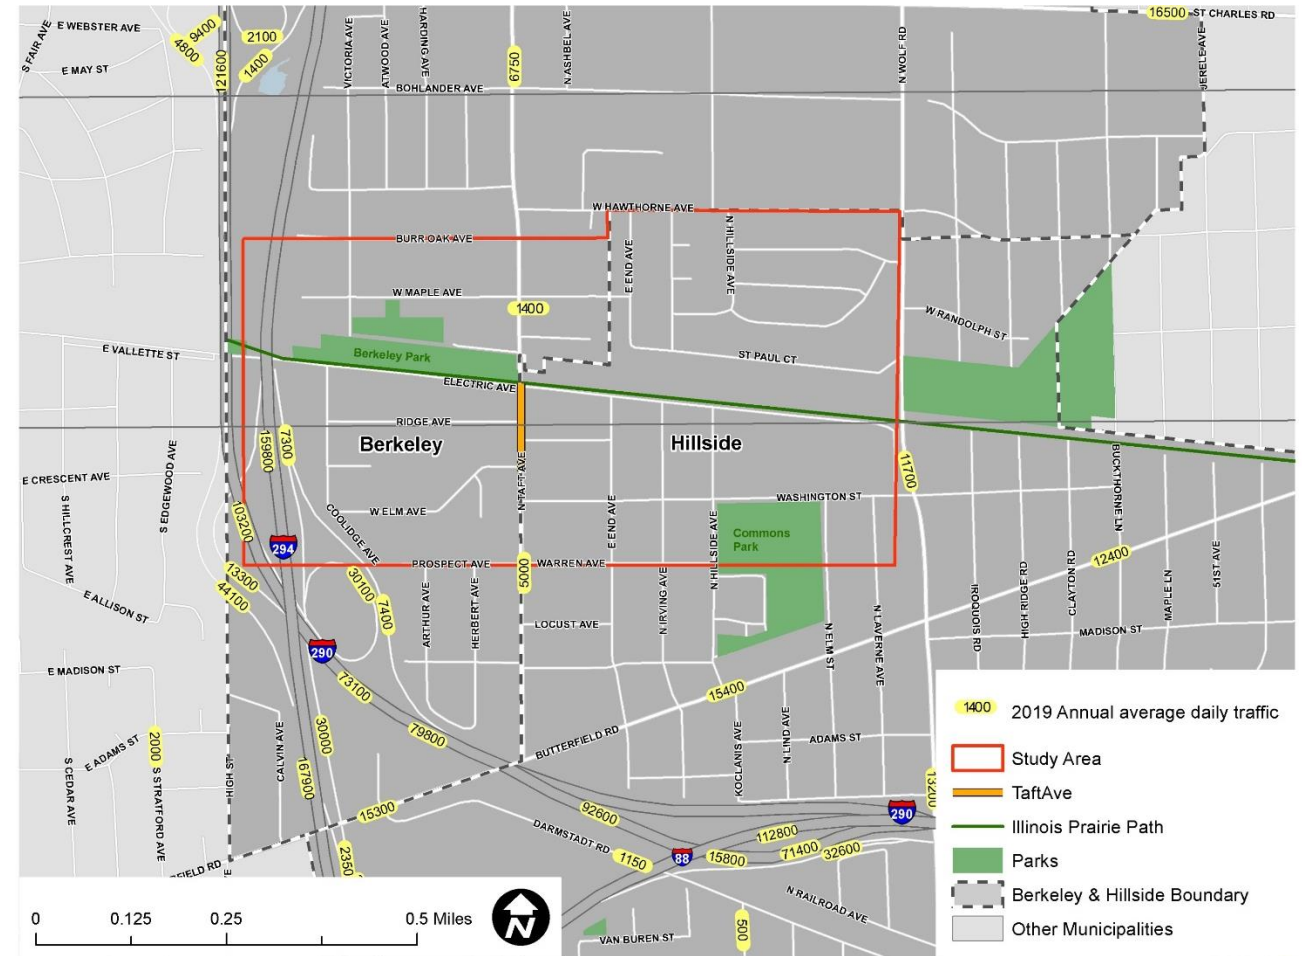 16500
ST CHARLES RD
E WEBSTER AVE
9400
4800
2100
1400
121600
S FAIR AVE
E MAY ST
VICTORIA AVE
ATWOOD AVE
HARDING AVE
6750
N ASHBEL AVE
N WOLF RD
JERELE AVE
BOHLANDER AVE
W HAWTHORNE AVE
BURR OAK AVE
E END AVE
N HILLSIDE AVE
W MAPLE AVE
1400
W RANDOLPH ST
E VALLETTE ST
Berkeley Park
ST PAUL CT
ELECTRIC AVE
RIDGE AVE
Berkeley
Hillside
159800
7300
N TAFT AVE
11700
BUCKTHORNE LN
E CRESCENT AVE
S HILLCREST AVE
S EDGEWOOD AVE
103200
COOLIDGE AVE
W ELM AVE
E END AVE
N HILLSIDE AVE
WASHINGTON ST
Commons
Park
294
PROSPECT AVE
5000
WARREN AVE
12400
13300
44100
30100
7400
E ALLISON ST
ARTHUR AVE
HERBERT AVE
LOCUST AVE
N IRVING AVE
N ELM ST
N LAVERNE AVE
IROQUOIS RD
HIGH RIDGE RD
CLAYTON RD
MAPLE LN
51ST AVE
MADISON ST
290
E MADISON ST
73100
15400
79800
30000
167900
2000
E ADAMS ST
S CEDAR AVE
S STRATFORD AVE
HIGH ST
CALVIN AVE
BUTTERFIELD RD
KOCLANIS AVE
N LIND AVE
ADAMS ST
13200
15300
92600
290
DARMSTADT RD
1150
88
15800
112800
71400
32600
FIELD RD
2350
N RAILROAD AVE
500
VAN BUREN ST
1400 2019 Annual average daily traffic
Study Area
TaftAve
Illinois Prairie Path
Parks
Berkeley & Hillside Boundary
Other Municipalities
0 0.125 0.25 0.5 Miles
N